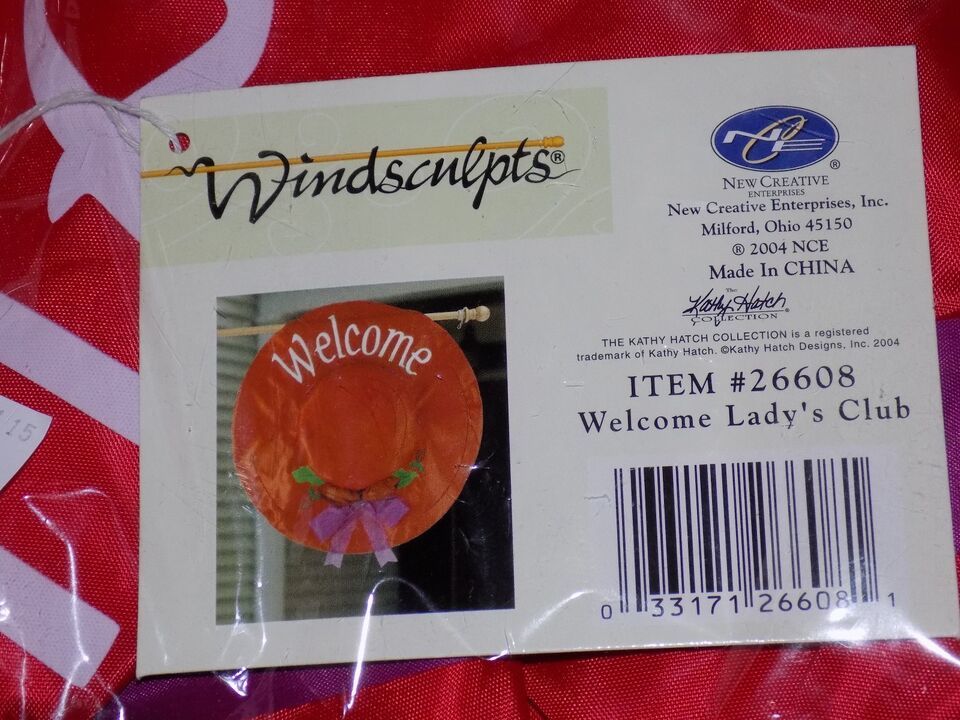 Windsculpts®
NCE®
NEW CREATIVE
ENTERPRISES
New Creative Enterprises, Inc.
Milford, Ohio 45150
® 2004 NCE
Made In CHINA
The
Kathy Hatch
COLLECTION®
THE KATHY HATCH COLLECTION is a registered
trademark of Kathy Hatch. ©Kathy Hatch Designs, Inc. 2004
ITEM #26608
Welcome Lady's Club
Welcome
0 33171 26608 1
15